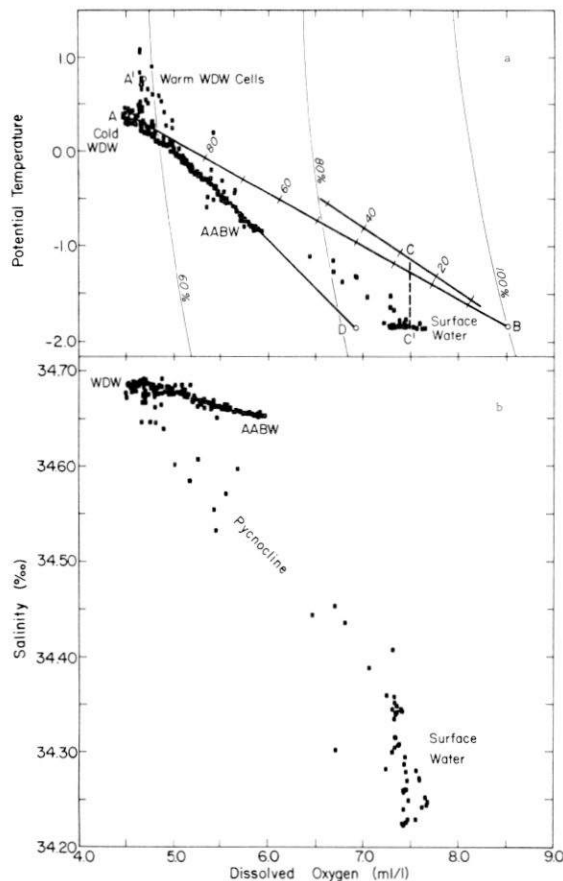 a
1.0
A'
Warm WDW Cells
A
Cold
WDW
0.0
80
60
80%
AABW
40
-1.0
C
20
60%
100%
B
D
C'
Surface
Water
-2.0
Potential Temperature
34.70
WDW
AABW
b
34.60
Pycnocline
34.50
34.40
Surface
Water
34.30
34.20
Salinity (‰)
4.0
5.0
6.0
7.0
8.0
9.0
Dissolved Oxygen (ml/l)